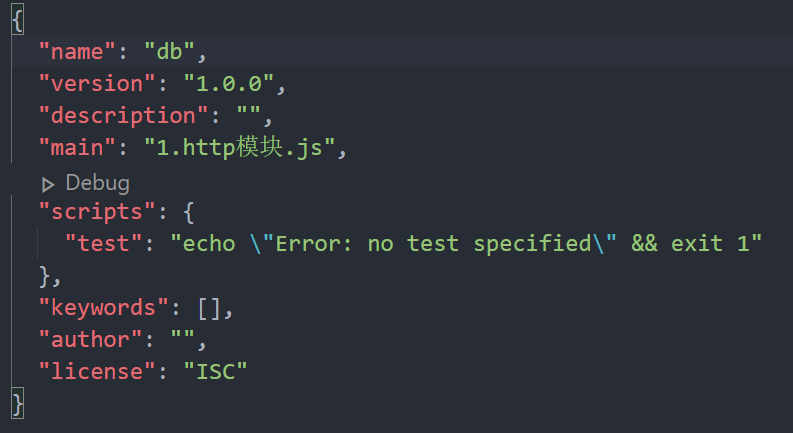 {
"name": "db",
"version": "1.0.0",
"description": "",
"main": "1.http模块.js",
Debug
"scripts": {
"test": "echo \"Error: no test specified\" && exit 1"
},
"keywords": [],
"author": "",
"license": "ISC"
}